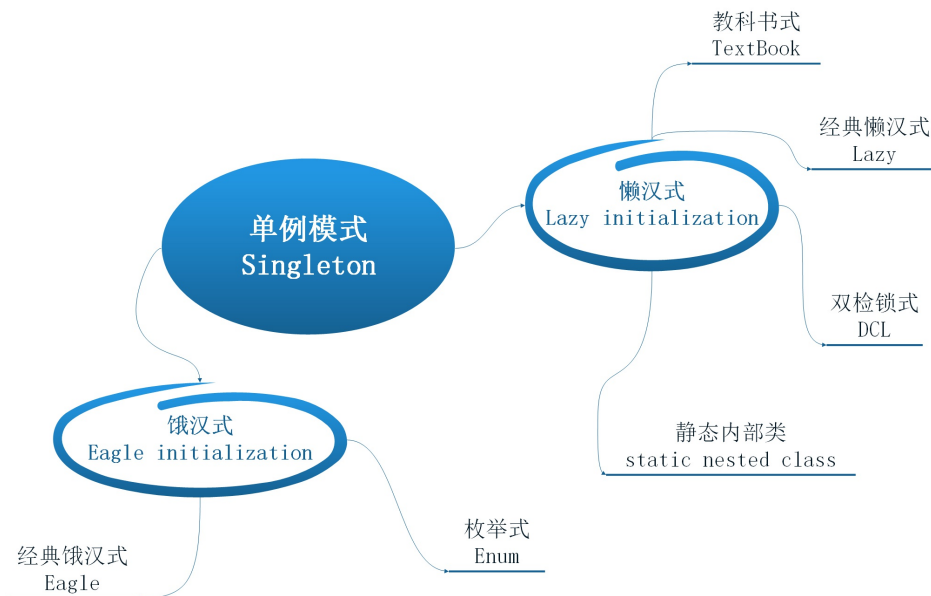 教科书式
TextBook
经典懒汉式
Lazy
懒汉式
Lazy initialization
单例模式
Singleton
双检锁式
DCL
饿汉式
Eagle initialization
静态内部类
static nested class
枚举式
Enum
经典饿汉式
Eagle